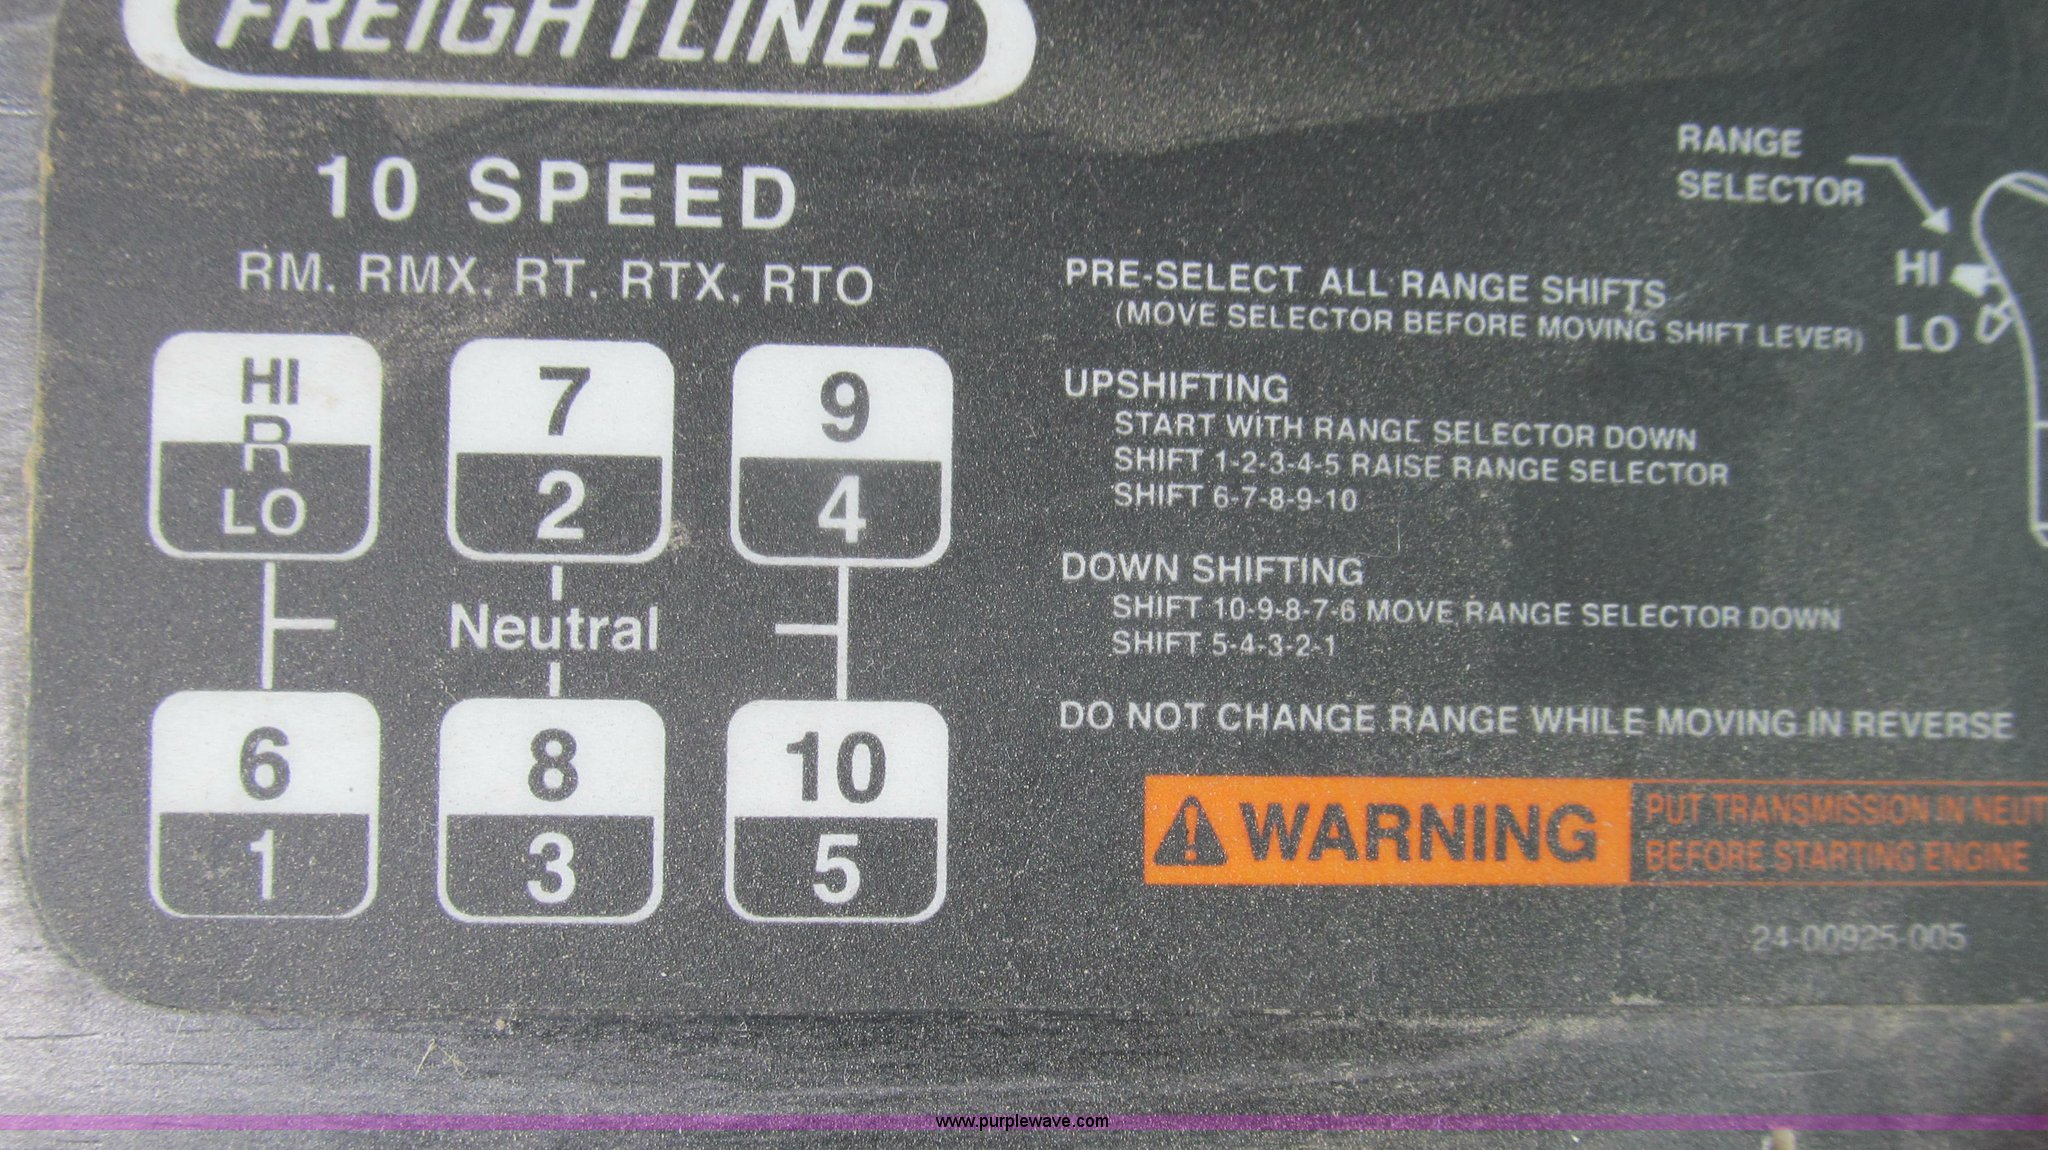 FREIGHTLINER
10 SPEED
RM, RMX, RT, RTX, RTO
HI
R
LO
7
2
9
4
Neutral
6
1
8
3
10
5
RANGE
SELECTOR
HI
LO
PRE-SELECT ALL RANGE SHIFTS
(MOVE SELECTOR BEFORE MOVING SHIFT LEVER)
UPSHIFTING
START WITH RANGE SELECTOR DOWN
SHIFT 1-2-3-4-5 RAISE RANGE SELECTOR
SHIFT 6-7-8-9-10
DOWN SHIFTING
SHIFT 10-9-8-7-6 MOVE RANGE SELECTOR DOWN
SHIFT 5-4-3-2-1
DO NOT CHANGE RANGE WHILE MOVING IN REVERSE
WARNING
PUT TRANSMISSION IN NEUT
BEFORE STARTING ENGINE
24-00925-005
www.purplewave.com